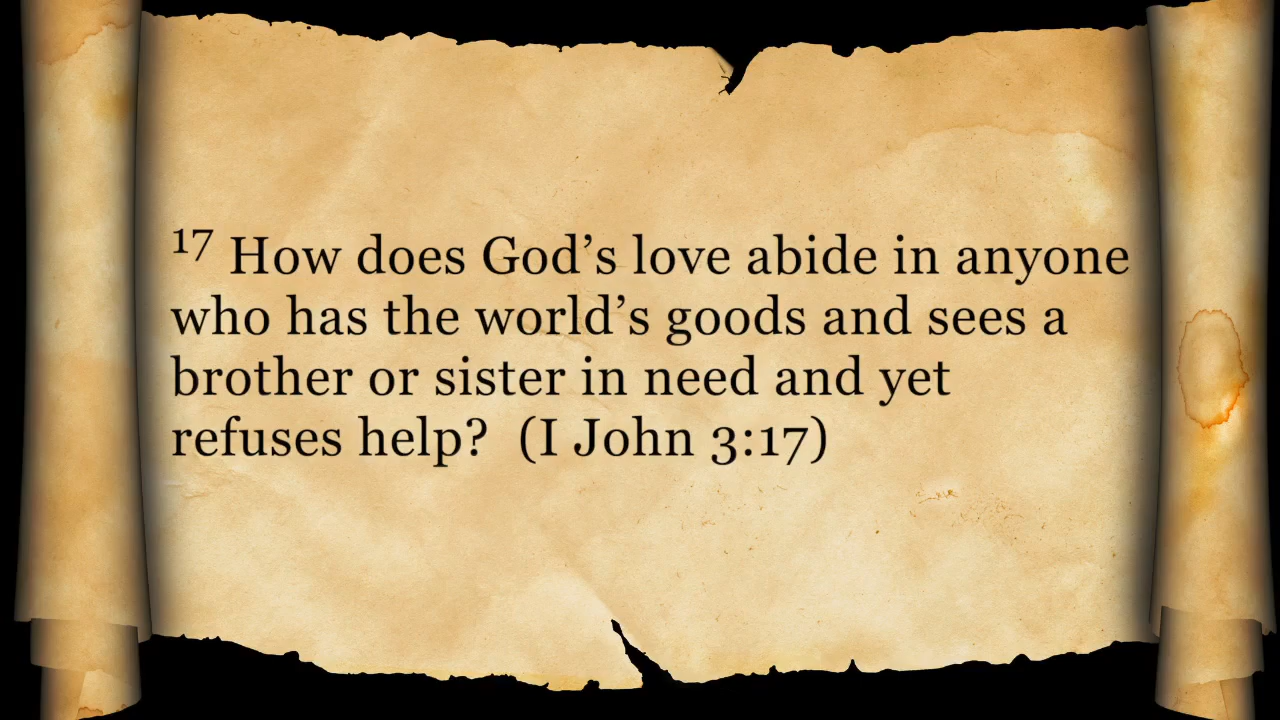 17 How does God’s love abide in anyone
who has the world’s goods and sees a
brother or sister in need and yet
refuses help?  (I John 3:17)